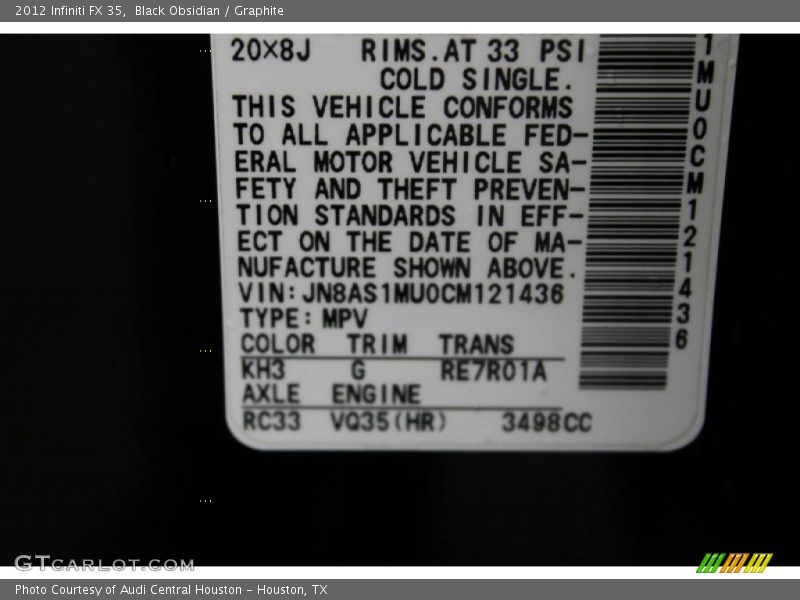 2012 Infiniti FX 35,  Black Obsidian / Graphite
20×8J RIMS.AT 33 PSI
COLD SINGLE.
THIS VEHICLE CONFORMS
TO ALL APPLICABLE FED-
ERAL MOTOR VEHICLE SA-
FETY AND THEFT PREVEN-
TION STANDARDS IN EFF-
ECT ON THE DATE OF MA-
NUFACTURE SHOWN ABOVE.
VIN:JN8AS1MU0CM121436
TYPE:MPV
COLOR TRIM TRANS
KH3 G RE7R01A
AXLE ENGINE
RC33 VQ35(HR) 3498CC
1MU0CM121436
GTCARLOT.COM
Photo Courtesy of Audi Central Houston - Houston, TX